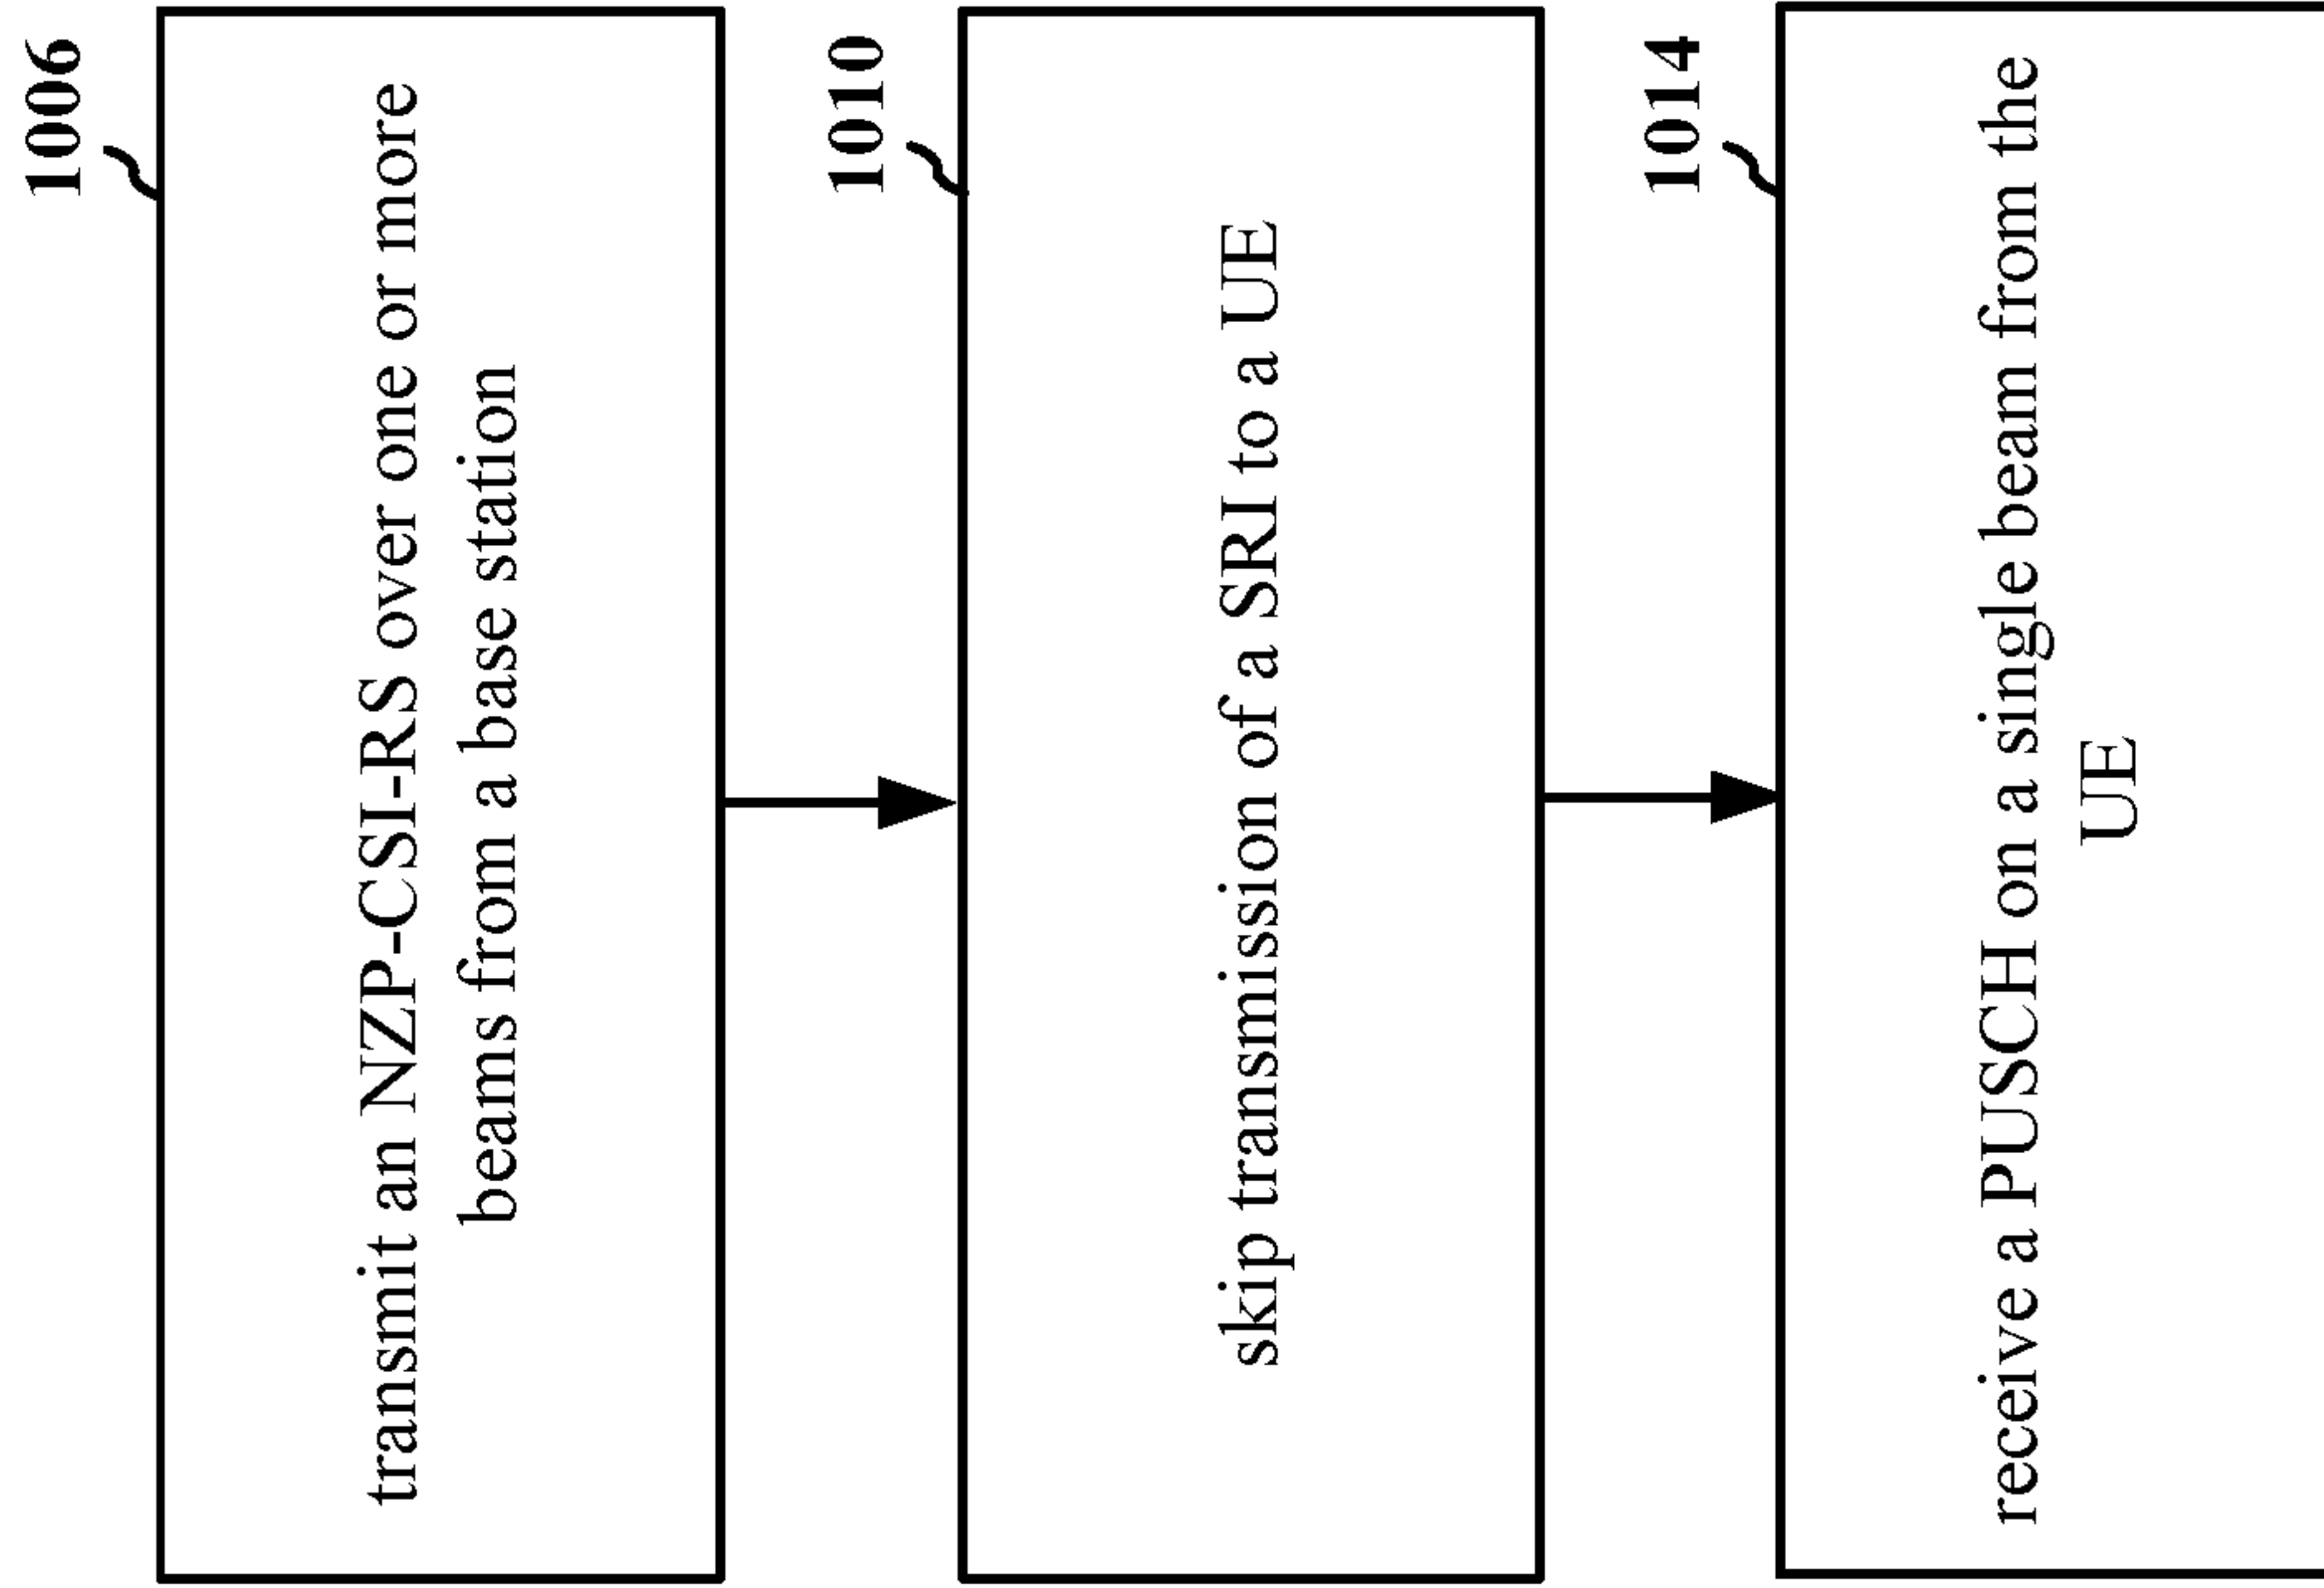 1006
transmit an NZP-CSI-RS over one or more
beams from a base station
1010
skip transmission of a SRI to a UE
1014
receive a PUSCH on a single beam from the
UE